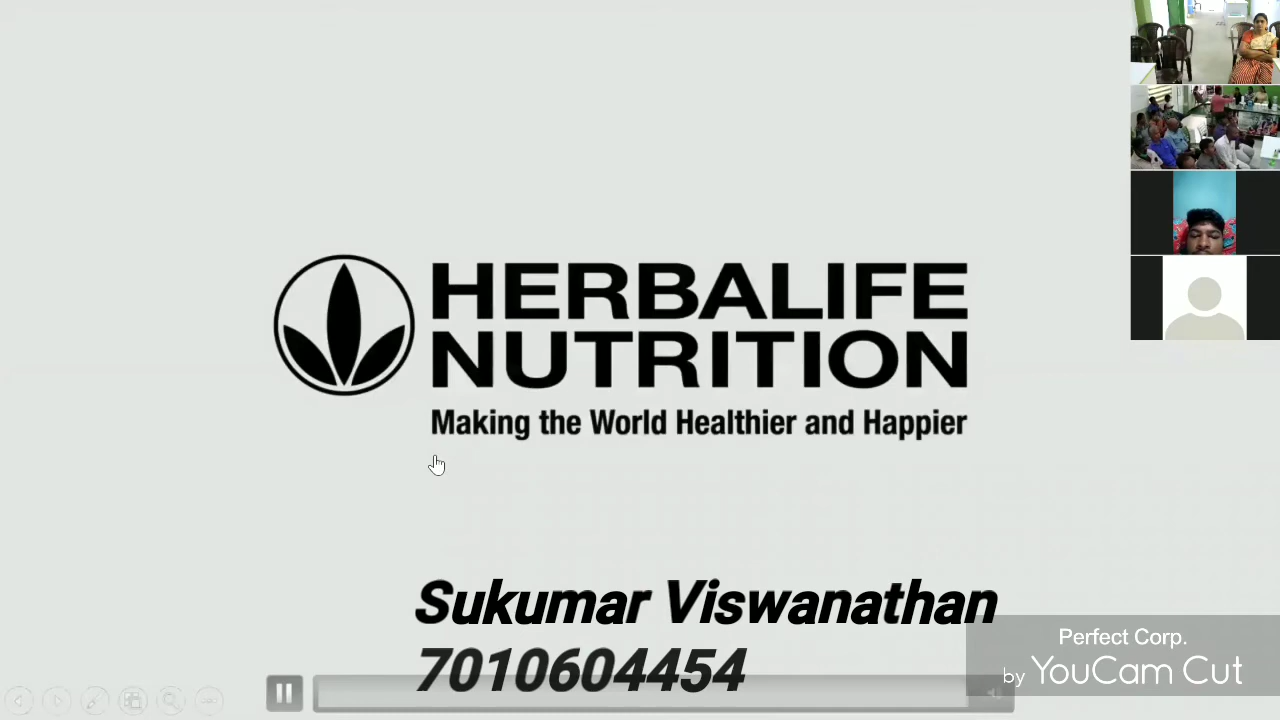 HERBALIFE
NUTRITION
Making the World Healthier and Happier
Sukumar Viswanathan
7010604454
Perfect Corp.
by YouCam Cut